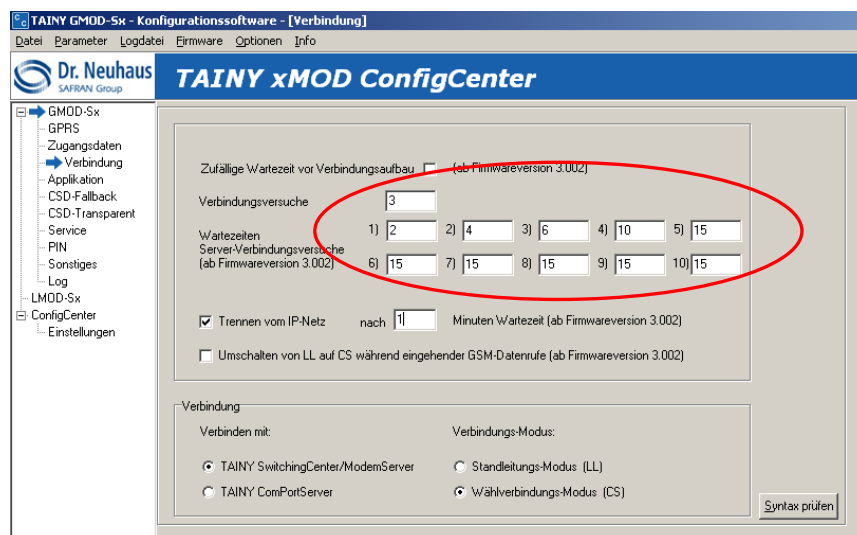 TAINY GMOD-Sx - Konfigurationssoftware - [Verbindung]
Datei Parameter Logdatei Firmware Optionen Info
Dr. Neuhaus
SAFRAN Group
TAINY xMOD ConfigCenter
GMOD-Sx
GPRS
Zugangsdaten
Verbindung
Applikation
CSD-Fallback
CSD-Transparent
Service
PIN
Sonstiges
Log
LMOD-Sx
ConfigCenter
Einstellungen
Zufällige Wartezeit vor Verbindungsaufbau (ab Firmwareversion 3.002)
Verbindungsversuche 3
Wartezeiten
Server-Verbindungsversuche
(ab Firmwareversion 3.002)
1) 2 2) 4 3) 6 4) 10 5) 15
6) 15 7) 15 8) 15 9) 15 10) 15
Trennen vom IP-Netz nach 1 Minuten Wartezeit (ab Firmwareversion 3.002)
Umschalten von LL auf CS während eingehender GSM-Datenrufe (ab Firmwareversion 3.002)
Verbindung
Verbinden mit: Verbindungs-Modus:
TAINY SwitchingCenter/ModemServer Standleitungs-Modus (LL)
TAINY ComPortServer Wählverbindungs-Modus (CS)
Syntax prüfen